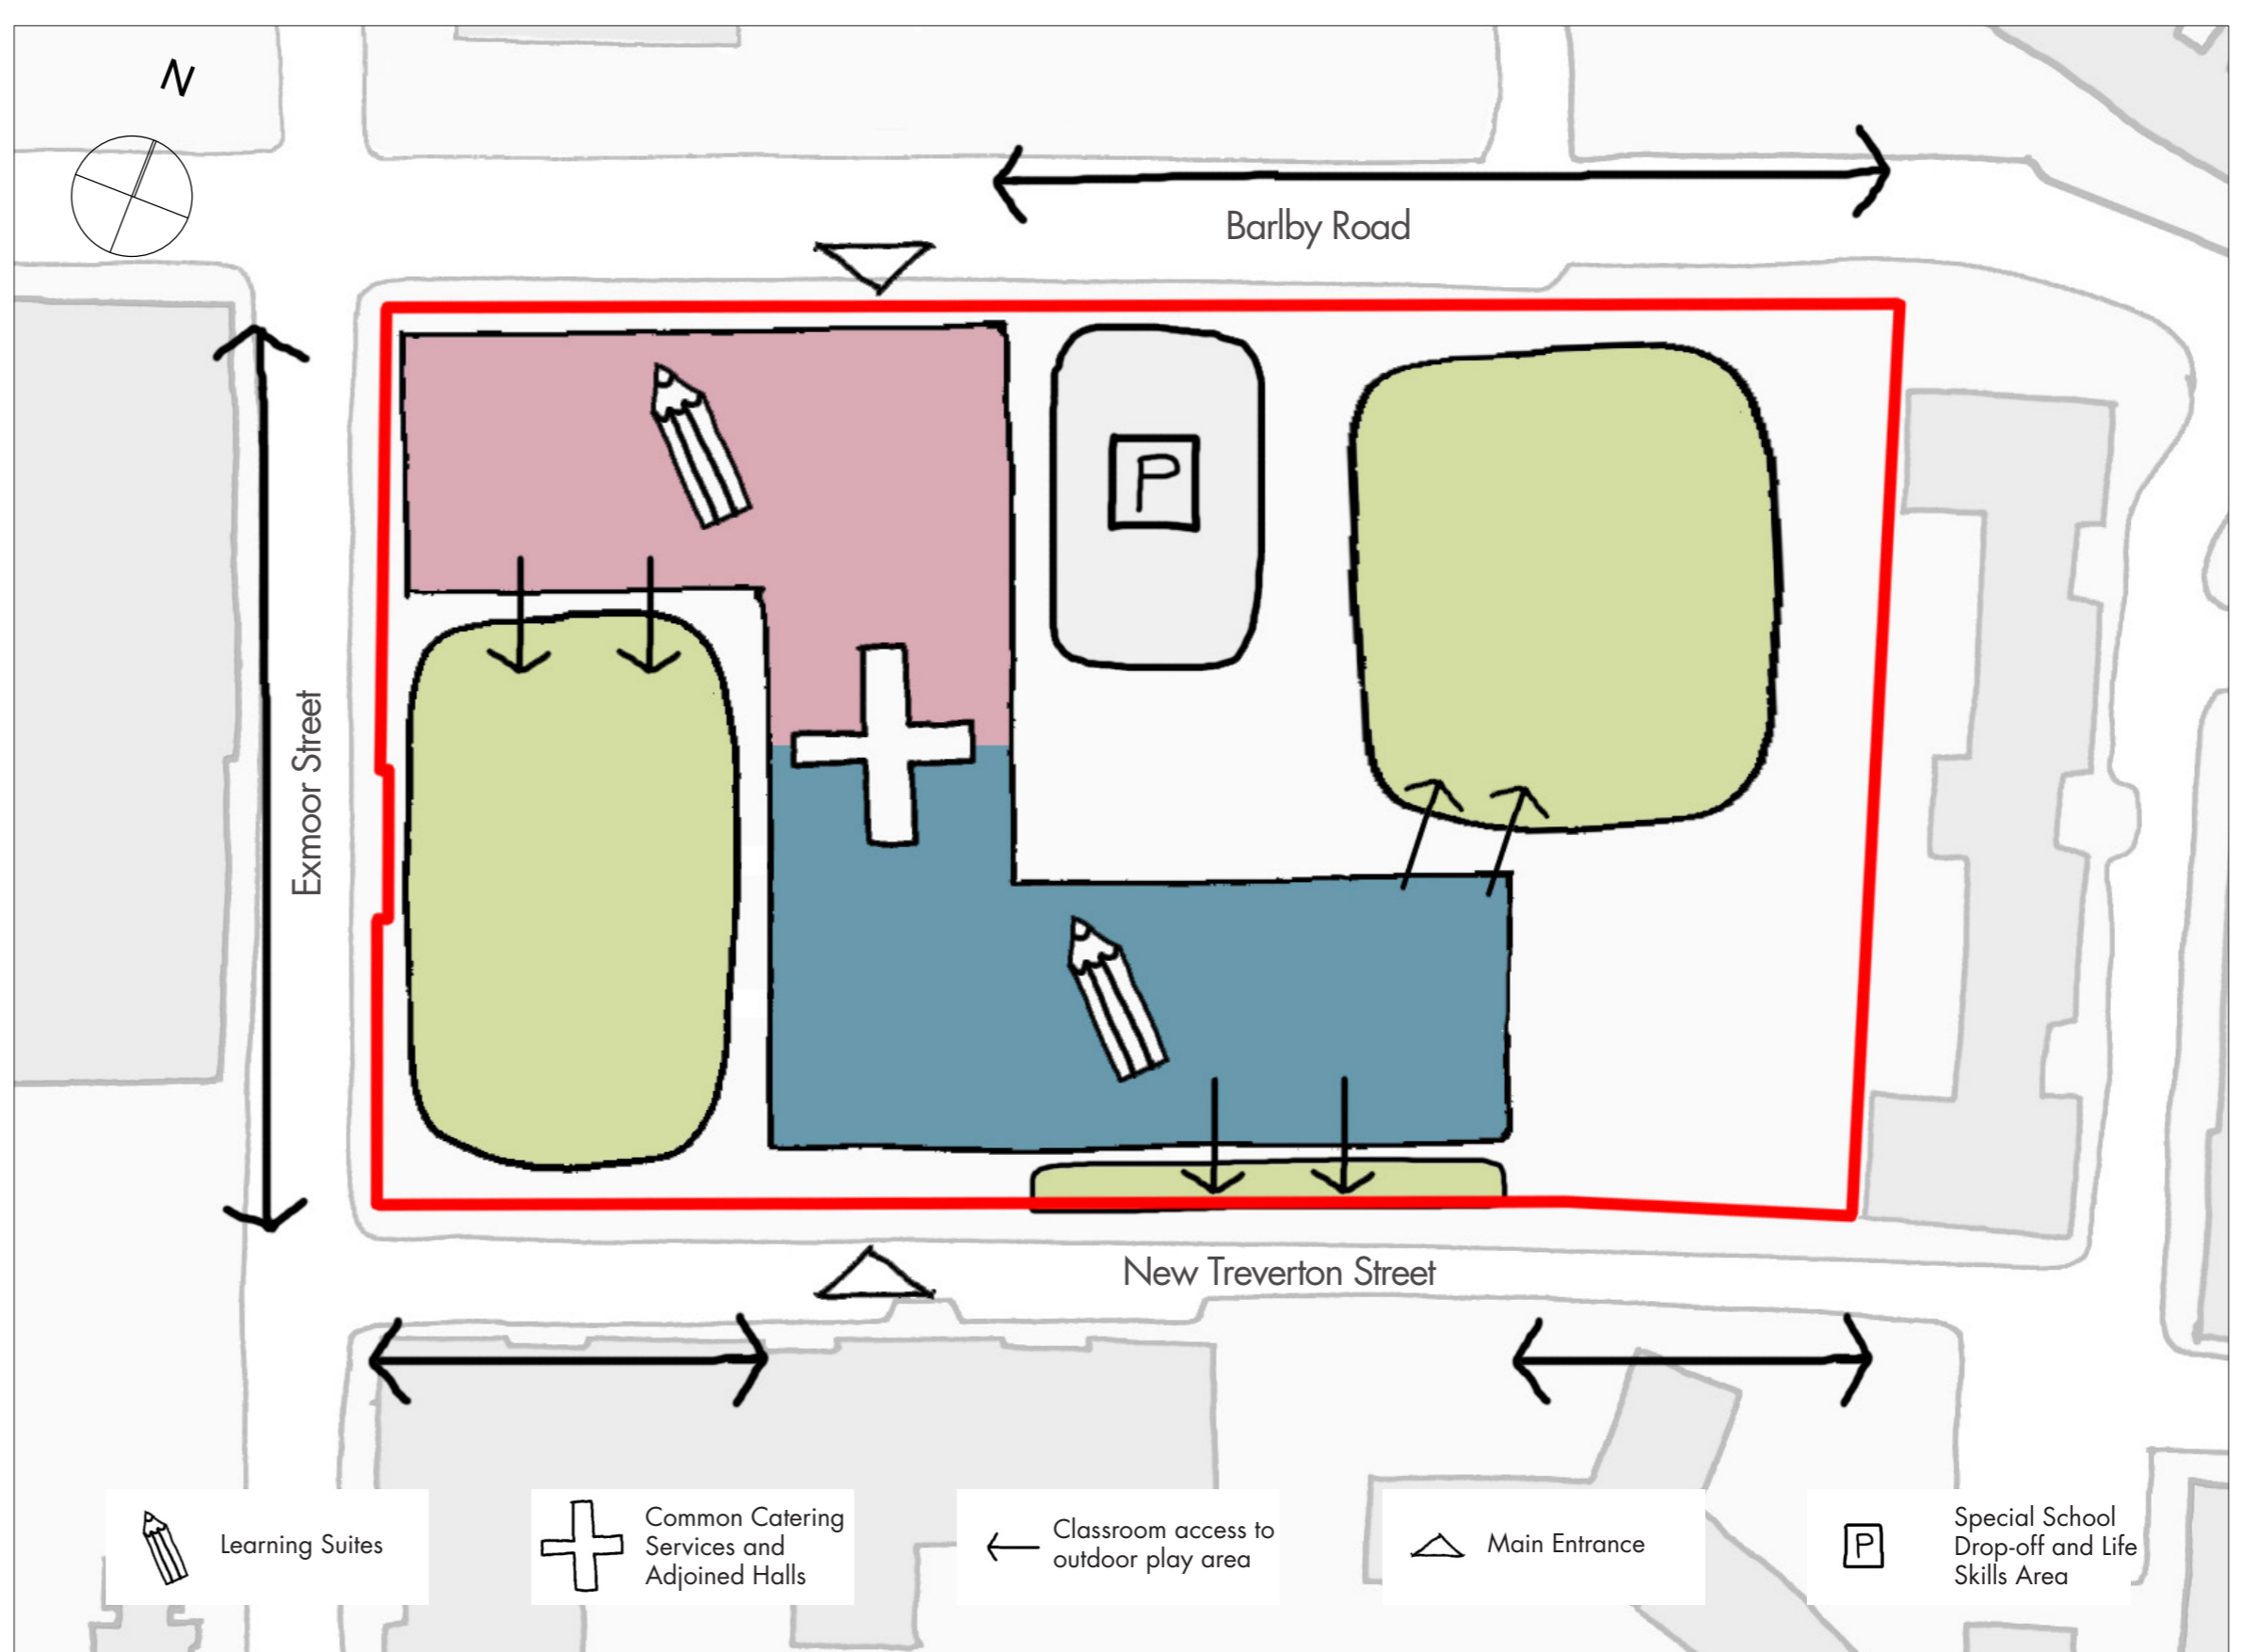 N
Barlby Road
Exmoor Street
P
New Treverton Street
Learning Suites
Common Catering
Services and
Adjoined Halls
Classroom access to
outdoor play area
Main Entrance
P
Special School
Drop-off and Life
Skills Area